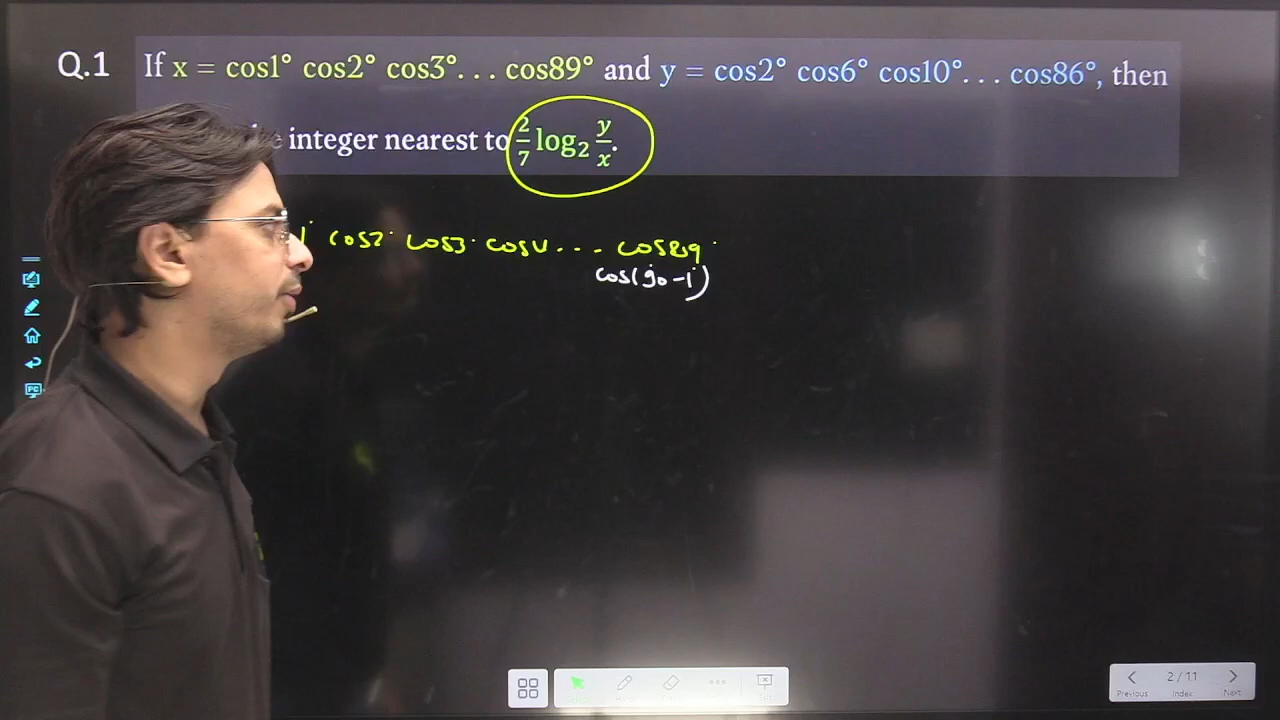 Q.1 If x = cos1° cos2° cos3°. . . cos89° and y = cos2° cos6° cos10°. . . cos86°, then
integer nearest to 2/7 log₂ y/x.
cos2° cos3° cos4 . . . cos89°
cos(90-1)
PC
2 / 11
Previous Index Next